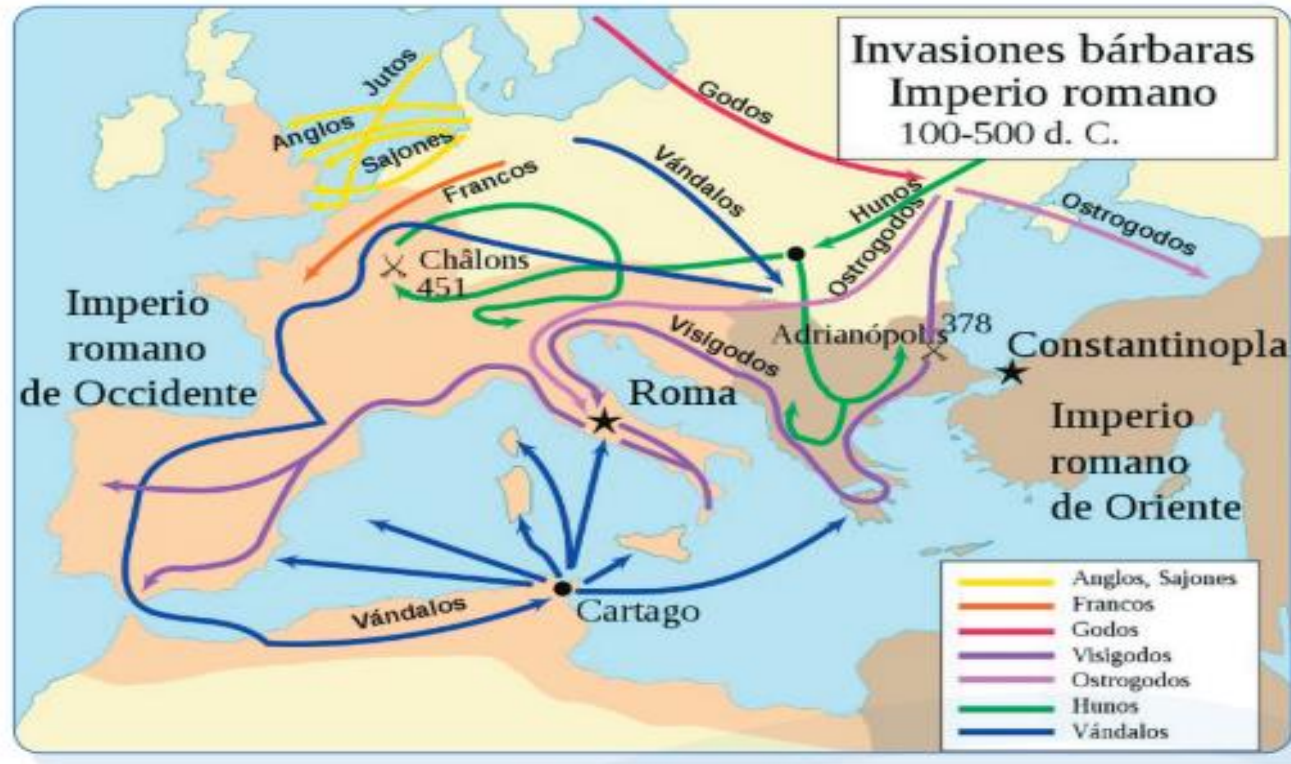 Invasiones bárbaras
Imperio romano
100-500 d. C.
Jutos
Anglos
Sajones
Francos
Godos
Vándalos
Hunos
Ostrogodos
Ostrogodos
Châlons
451
Imperio
romano
de Occidente
Visigodos
Adrianópolis
378
Constantinopla
Roma
Imperio
romano
de Oriente
Vándalos
Cartago
Anglos, Sajones
Francos
Godos
Visigodos
Ostrogodos
Hunos
Vándalos